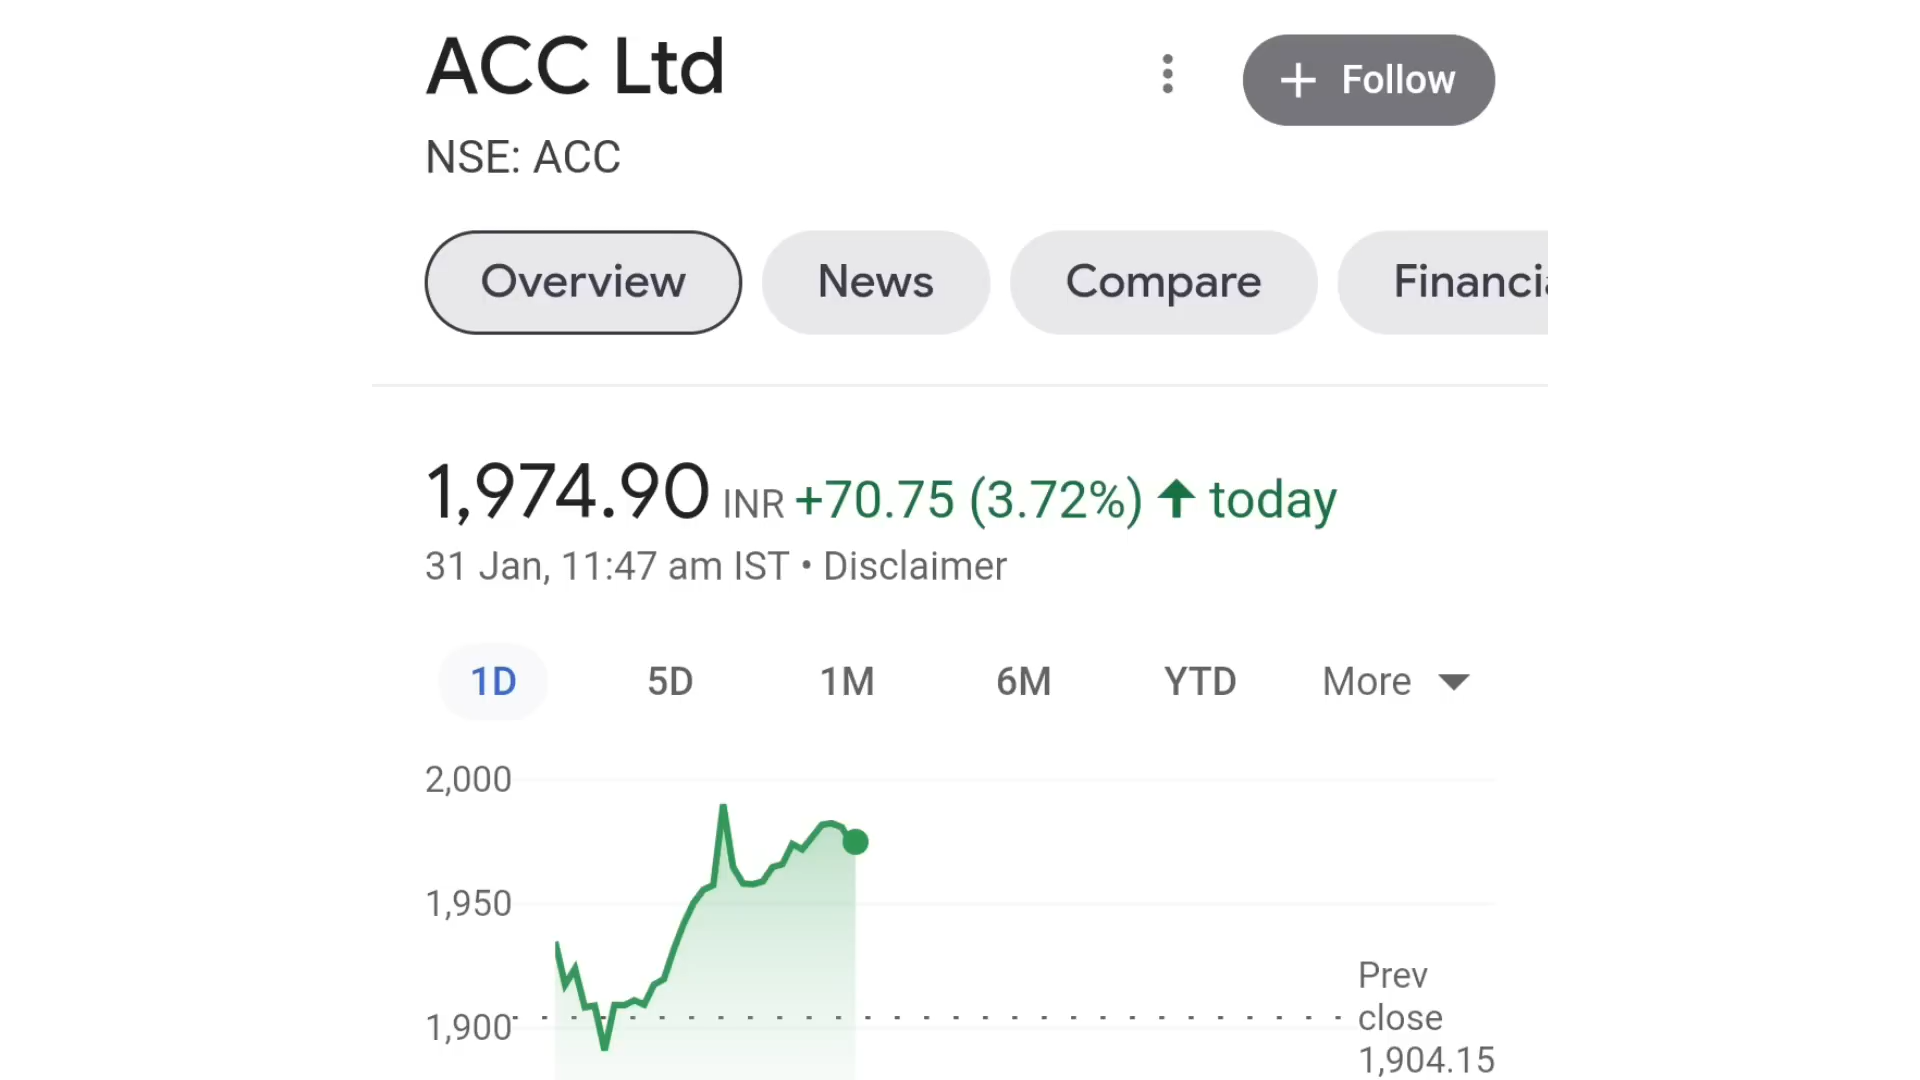 ACC Ltd
+ Follow
NSE: ACC
Overview
News
Compare
Financi
1,974.90 INR +70.75 (3.72%) ↑ today
31 Jan, 11:47 am IST • Disclaimer
1D
5D
1M
6M
YTD
More
2,000
1,950
1,900
Prev
close
1,904.15